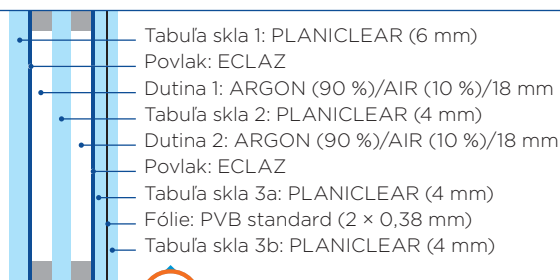 Tabuľa skla 1: PLANICLEAR (6 mm)
Povlak: ECLAZ
Dutina 1: ARGON (90 %)/AIR (10 %)/18 mm
Tabuľa skla 2: PLANICLEAR (4 mm)
Dutina 2: ARGON (90 %)/AIR (10 %)/18 mm
Povlak: ECLAZ
Tabuľa skla 3a: PLANICLEAR (4 mm)
Fólie: PVB standard (2 × 0,38 mm)
Tabuľa skla 3b: PLANICLEAR (4 mm)